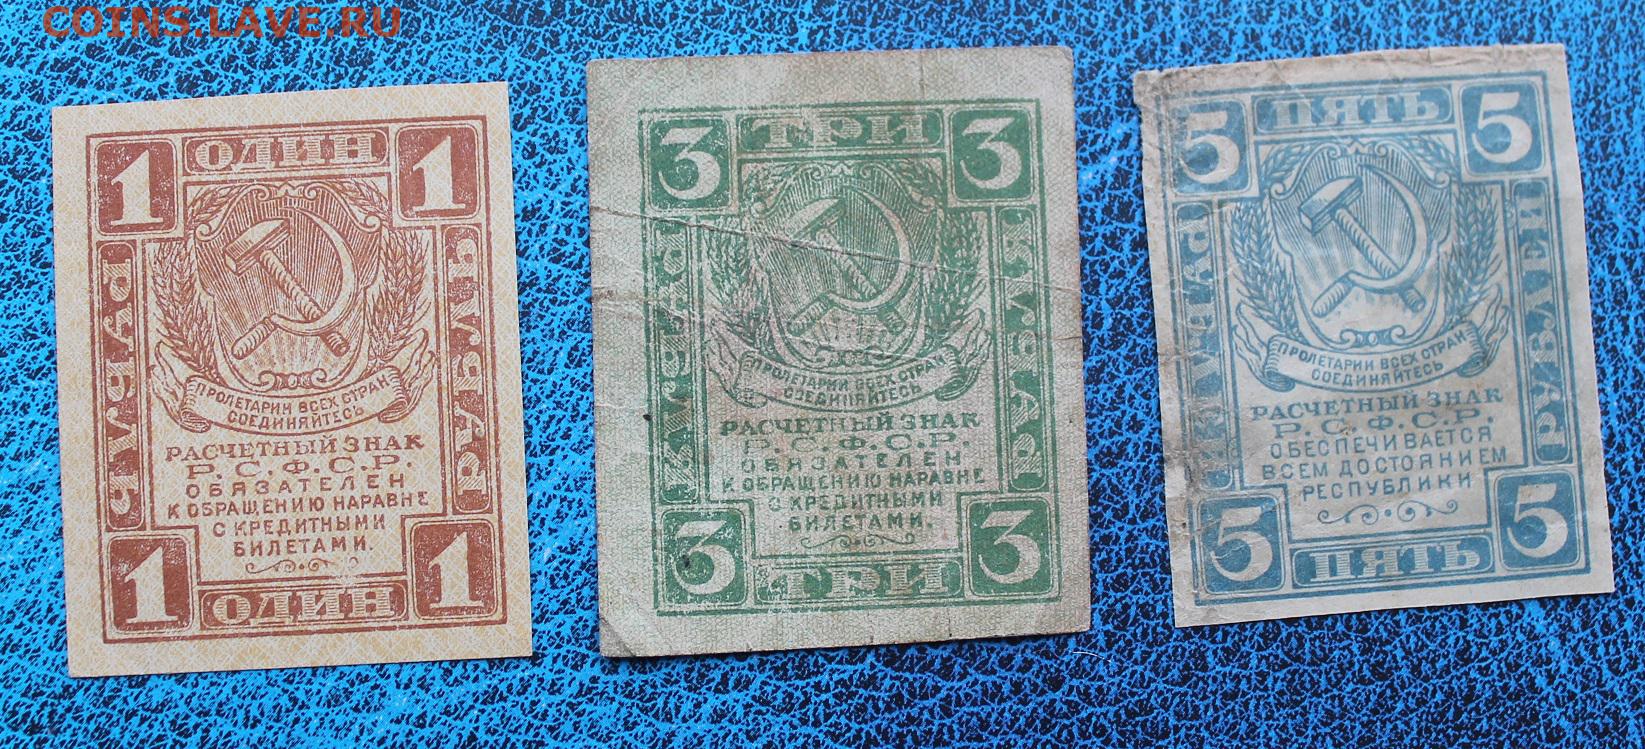 COINS.LAVE.RU
1 ОДИН 1
РУБЛЯ
РУБЛЯ
ПРОЛЕТАРИИ ВСЕХ СТРАН
СОЕДИНЯЙТЕСЬ
РАСЧЕТНЫЙ ЗНАК
Р.С.Ф.С.Р.
ОБЯЗАТЕЛЕН
К ОБРАЩЕНИЮ НАРАВНЕ
С КРЕДИТНЫМИ
БИЛЕТАМИ.
1 ОДИН 1
3 ТРИ 3
РУБЛЯ
РУБЛЯ
ПРОЛЕТАРИИ ВСЕХ СТРАН
СОЕДИНЯЙТЕСЬ
РАСЧЕТНЫЙ ЗНАК
Р.С.Ф.С.Р.
ОБЯЗАТЕЛЕН
К ОБРАЩЕНИЮ НАРАВНЕ
С КРЕДИТНЫМИ
БИЛЕТАМИ.
3 ТРИ 3
5 ПЯТЬ 5
РУБЛЕЙ
РУБЛЕЙ
ПРОЛЕТАРИИ ВСЕХ СТРАН
СОЕДИНЯЙТЕСЬ
РАСЧЕТНЫЙ ЗНАК
Р.С.Ф.С.Р.
ОБЕСПЕЧИВАЕТСЯ
ВСЕМ ДОСТОЯНИЕМ
РЕСПУБЛИКИ
5 ПЯТЬ 5